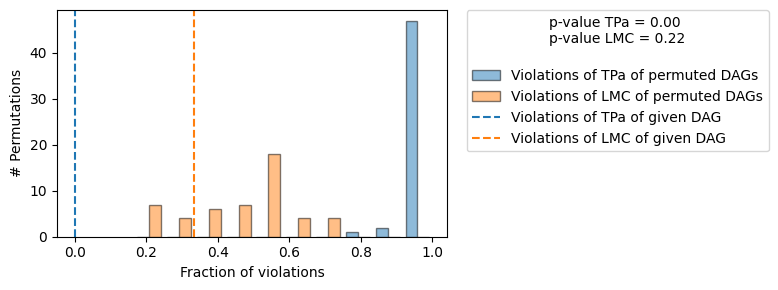 p-value TPa = 0.00
p-value LMC = 0.22
Violations of TPa of permuted DAGs
Violations of LMC of permuted DAGs
Violations of TPa of given DAG
Violations of LMC of given DAG
# Permutations
40
30
20
10
0
0.0 0.2 0.4 0.6 0.8 1.0
Fraction of violations